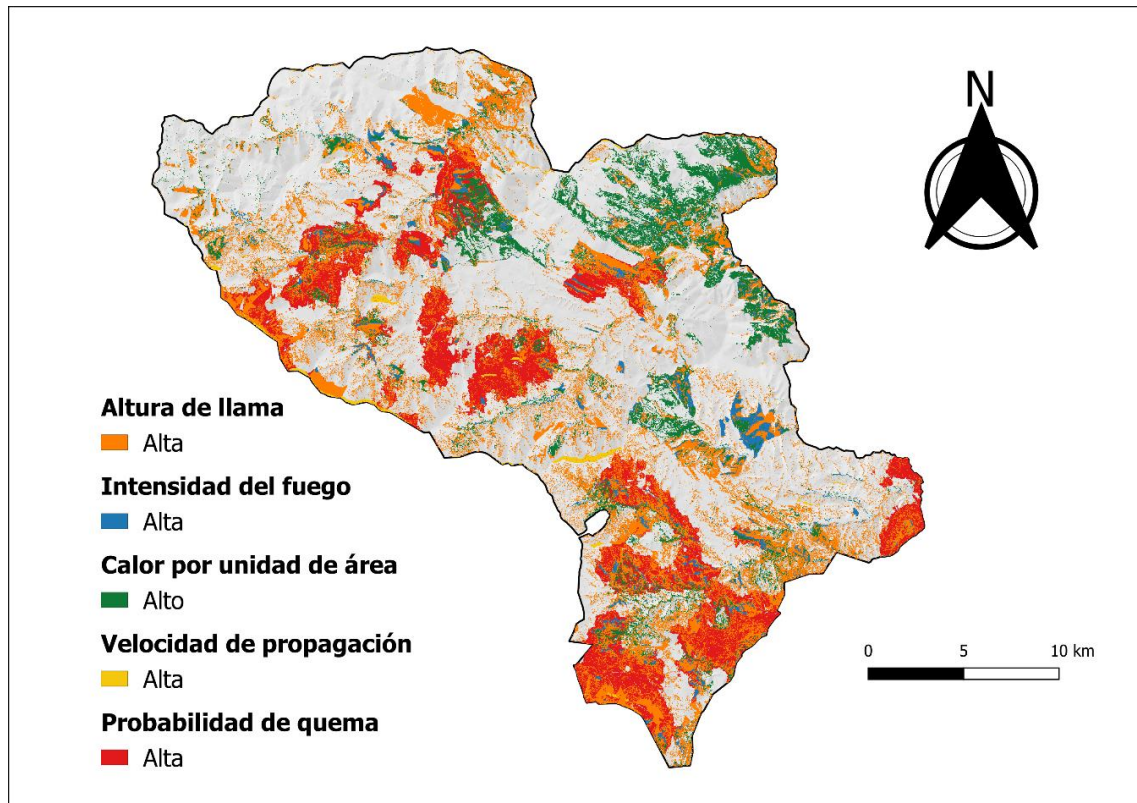 N
Altura de llama
Alta
Intensidad del fuego
Alta
Calor por unidad de área
Alto
Velocidad de propagación
Alta
Probabilidad de quema
Alta
0 5 10 km